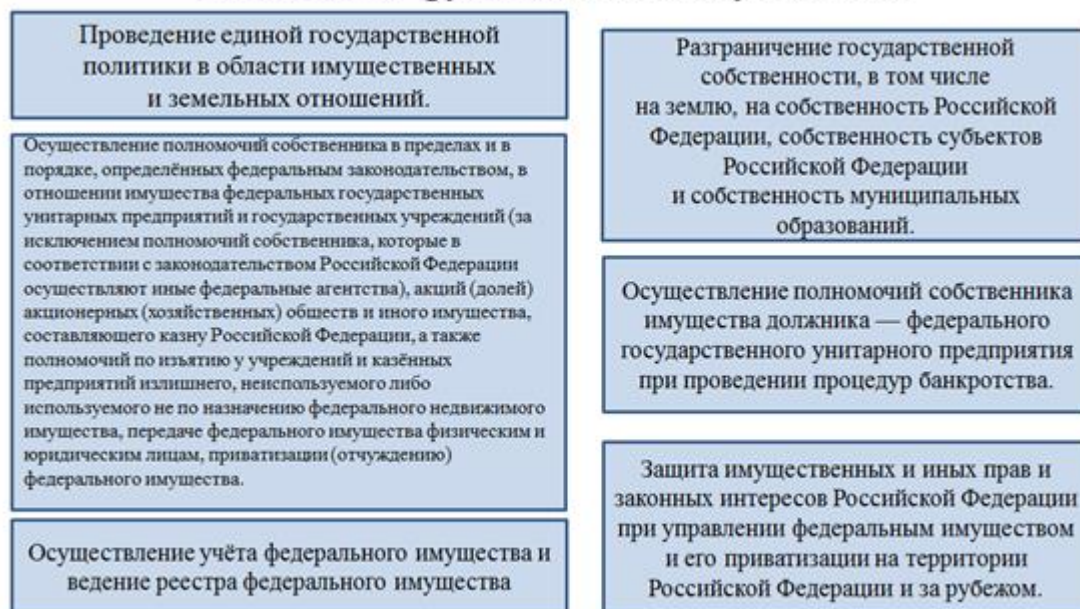 Проведение единой государственной
политики в области имущественных
и земельных отношений.
Осуществление полномочий собственника в пределах и в
порядке, определённых федеральным законодательством, в
отношении имущества федеральных государственных
унитарных предприятий и государственных учреждений (за
исключением полномочий собственника, которые в
соответствии с законодательством Российской Федерации
осуществляют иные федеральные агентства), акций (долей)
акционерных (хозяйственных) обществ и иного имущества,
составляющего казну Российской Федерации, а также
полномочий по изъятию у учреждений и казённых
предприятий излишнего, неиспользуемого либо
используемого не по назначению федерального недвижимого
имущества, передаче федерального имущества физическим и
юридическим лицам, приватизации (отчуждению)
федерального имущества.
Осуществление учёта федерального имущества и
ведение реестра федерального имущества
Разграничение государственной
собственности, в том числе
на землю, на собственность Российской
Федерации, собственность субъектов
Российской Федерации
и собственность муниципальных
образований.
Осуществление полномочий собственника
имущества должника — федерального
государственного унитарного предприятия
при проведении процедур банкротства.
Защита имущественных и иных прав и
законных интересов Российской Федерации
при управлении федеральным имуществом
и его приватизации на территории
Российской Федерации и за рубежом.